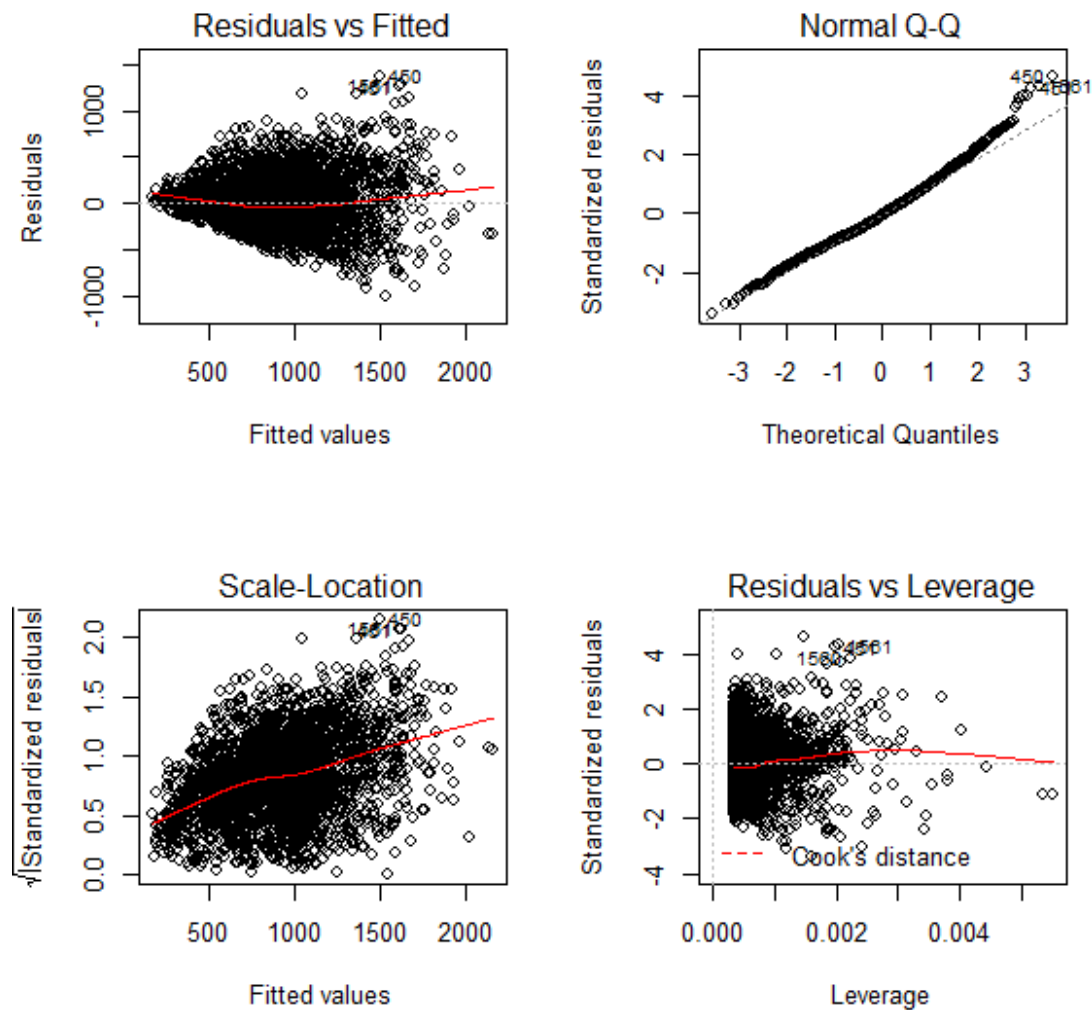 Residuals vs Fitted
450
Residuals
-1000
0
1000
500
1000
1500
2000
Fitted values
Normal Q-Q
450
Standardized residuals
-2
0
2
4
-3
-2
-1
0
1
2
3
Theoretical Quantiles
Scale-Location
450
√|Standardized residuals|
0.0
0.5
1.0
1.5
2.0
500
1000
1500
2000
Fitted values
Residuals vs Leverage
Standardized residuals
-4
-2
0
2
4
Cook's distance
0.000
0.002
0.004
Leverage